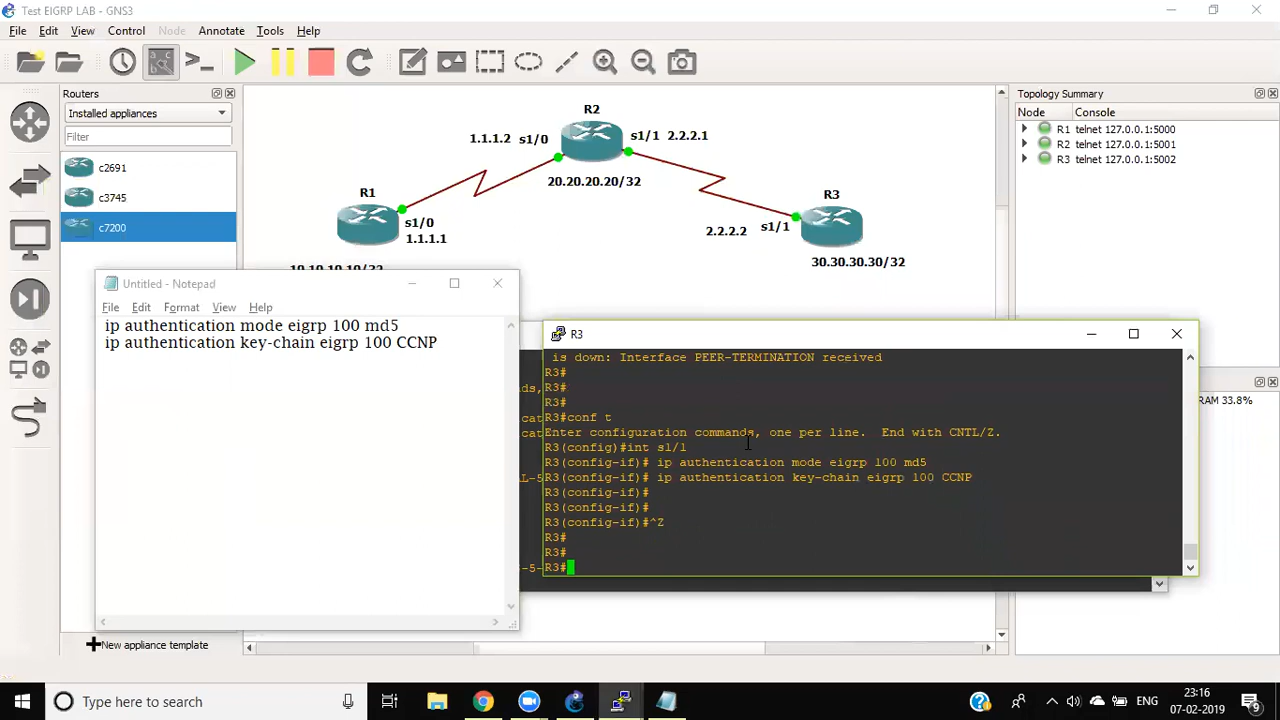 Test EIGRP LAB - GNS3
File Edit View Control Node Annotate Tools Help
Routers
Installed appliances
Filter
c2691
c3745
c7200
R2
1.1.1.2 s1/0
s1/1 2.2.2.1
20.20.20.20/32
R1
s1/0
1.1.1.1
10.10.10.10/32
R3
2.2.2.2 s1/1
30.30.30.30/32
Topology Summary
Node Console
R1 telnet 127.0.0.1:5000
R2 telnet 127.0.0.1:5001
R3 telnet 127.0.0.1:5002
RAM 33.8%
Untitled - Notepad
File Edit Format View Help
ip authentication mode eigrp 100 md5
ip authentication key-chain eigrp 100 CCNP
R3
is down: Interface PEER-TERMINATION received
R3#
R3#
R3#
R3#conf t
Enter configuration commands, one per line. End with CNTL/Z.
R3(config)#int s1/1
R3(config-if)# ip authentication mode eigrp 100 md5
R3(config-if)# ip authentication key-chain eigrp 100 CCNP
R3(config-if)#
R3(config-if)#
R3(config-if)#^Z
R3#
R3#
R3#
New appliance template
Type here to search
ENG
23:16
07-02-2019
9